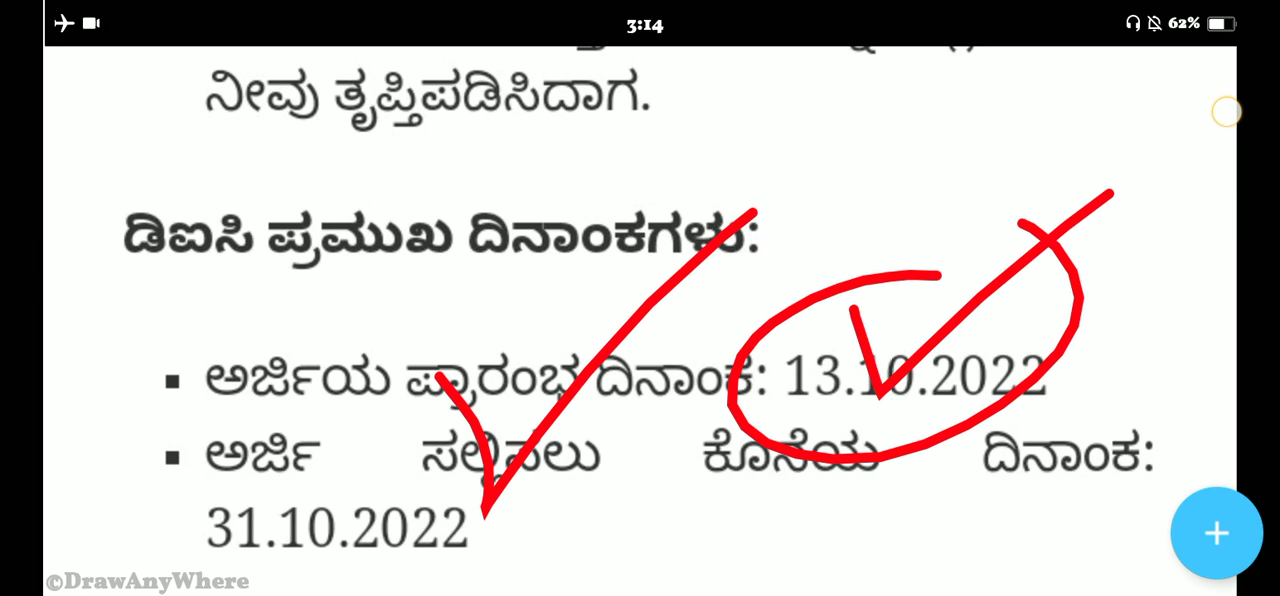 3:14
62%
ನೀವು ತೃಪ್ತಿಪಡಿಸಿದಾಗ.
ಡಿಐಸಿ ಪ್ರಮುಖ ದಿನಾಂಕಗಳು:
▪ ಅರ್ಜಿಯ ಪ್ರಾರಂಭ ದಿನಾಂಕ: 13.10.2022
▪ ಅರ್ಜಿ ಸಲ್ಲಿಸಲು ಕೊನೆಯ ದಿನಾಂಕ:
31.10.2022
+
©DrawAnyWhere